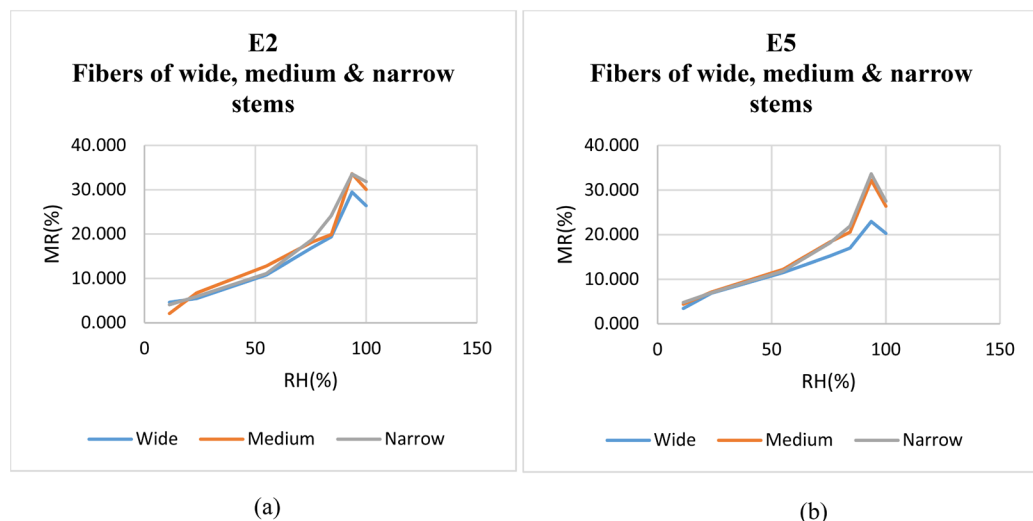 E2
Fibers of wide, medium & narrow
stems
40.000
30.000
20.000
10.000
0.000
MR(%)
0
50
100
150
RH(%)
Wide
Medium
Narrow
(a)
E5
Fibers of wide, medium & narrow
stems
40.000
30.000
20.000
10.000
0.000
MR(%)
0
50
100
150
RH(%)
Wide
Medium
Narrow
(b)